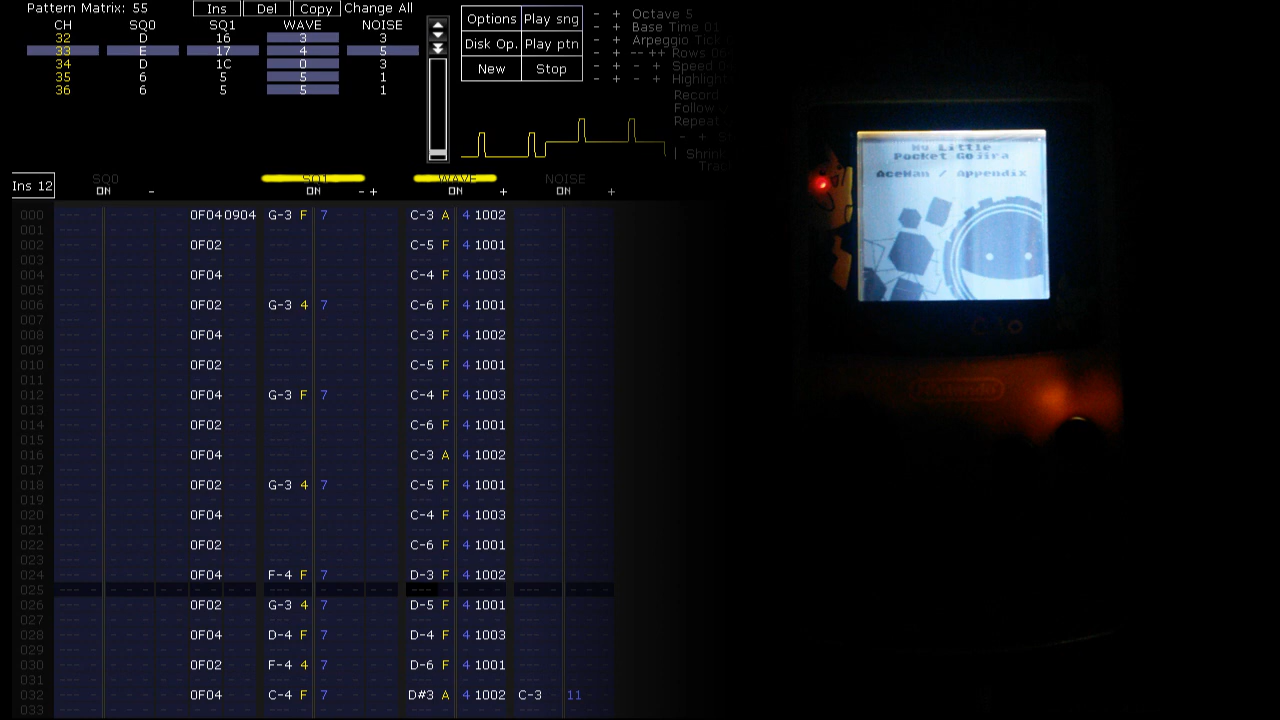 Pattern Matrix: 55 Ins Del Copy Change All
CH SQ0 SQ1 WAVE NOISE
32 D 16 3 3
33 E 17 4 5
34 D 1C 0 3
35 6 5 5 1
36 6 5 5 1
Options Play sng
Disk Op. Play ptn
New Stop
- + Octave 5
- + Base Time 01
- + Arpeggio Tick
- + -- ++ Rows
- + - + Speed
- + - + Highlight
Record
Follow
Repeat
- +
Shrink
Ins 12
SQ0 SQ1 WAVE NOISE
ON - ON - + ON + ON +
000 0F04 0904 G-3 F 7 C-3 A 4 1002
001
002 0F02 C-5 F 4 1001
003
004 0F04 C-4 F 4 1003
005
006 0F02 G-3 4 7 C-6 F 4 1001
007
008 0F04 C-3 F 4 1002
009
010 0F02 C-5 F 4 1001
011
012 0F04 G-3 F 7 C-4 F 4 1003
013
014 0F02 C-6 F 4 1001
015
016 0F04 C-3 A 4 1002
017
018 0F02 G-3 4 7 C-5 F 4 1001
019
020 0F04 C-4 F 4 1003
021
022 0F02 C-6 F 4 1001
023
024 0F04 F-4 F 7 D-3 F 4 1002
025
026 0F02 G-3 4 7 D-5 F 4 1001
027
028 0F04 D-4 F 7 D-4 F 4 1003
029
030 0F02 F-4 4 7 D-6 F 4 1001
031
032 0F04 C-4 F 7 D#3 A 4 1002 C-3 11
033
My Little
Pocket Gojira
AceMan / Appendix
Nintendo